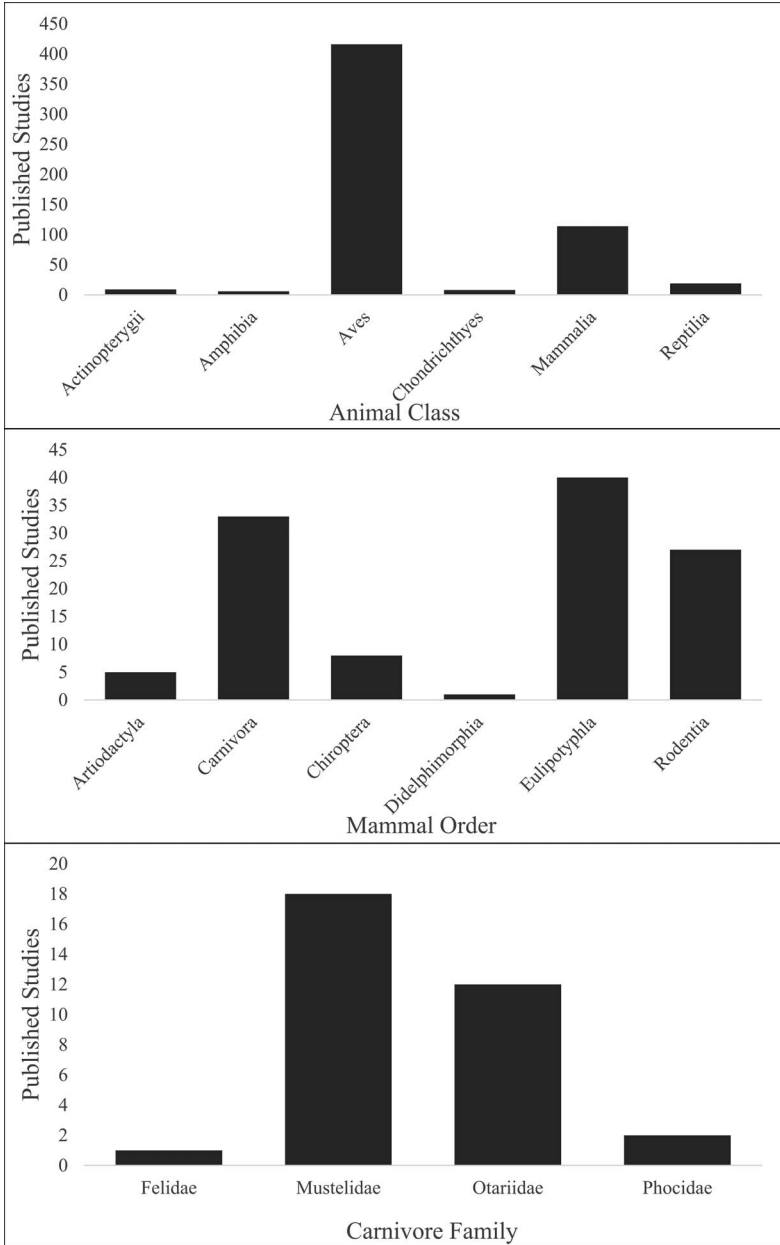 Published Studies
450
400
350
300
250
200
150
100
50
0
Actinopterygii
Amphibia
Aves
Chondrichthyes
Mammalia
Reptilia
Animal Class
Published Studies
45
40
35
30
25
20
15
10
5
0
Artiodactyla
Carnivora
Chiroptera
Didelphimorphia
Eulipotyphla
Rodentia
Mammal Order
Published Studies
20
18
16
14
12
10
8
6
4
2
0
Felidae
Mustelidae
Otariidae
Phocidae
Carnivore Family